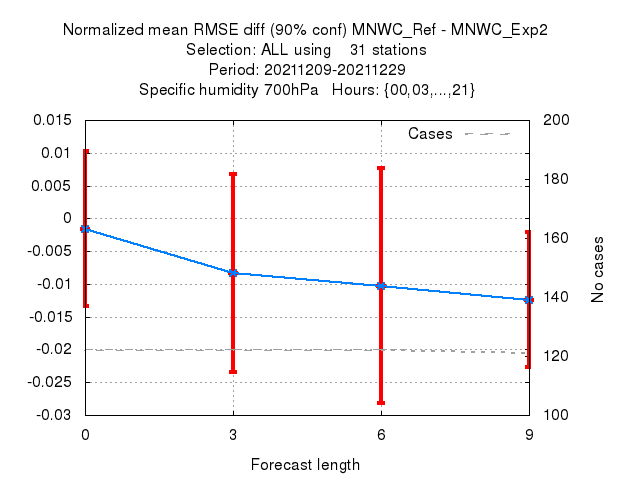 Normalized mean RMSE diff (90% conf) MNWC_Ref - MNWC_Exp2
Selection: ALL using    31 stations
Period: 20211209-20211229
Specific humidity 700hPa   Hours: {00,03,...,21}
Cases
0.015
0.01
0.005
0
-0.005
-0.01
-0.015
-0.02
-0.025
-0.03
200
180
160
140
120
100
No cases
0 3 6 9
Forecast length